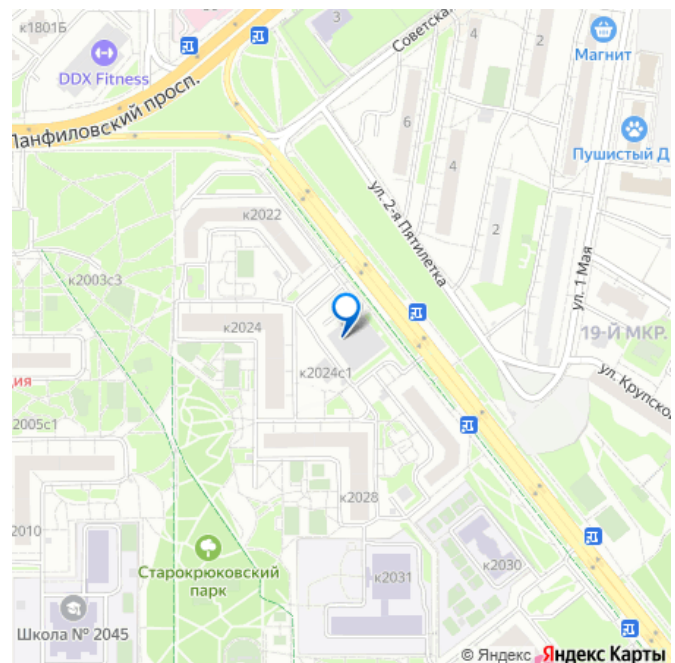 к1801Б
3
Советская
4
2
Магнит
DDX Fitness
Панфиловский просп.
6
4
Пушистый Д
ул. 2-я Пятилетка
к2022
2
ул. 1 Мая
к2003с3
к2024
19-Й МКР.
к2024с1
ул. Крупской
ция
2005с1
к2028
2010
Старокрюковский
парк
к2031
к2030
Школа № 2045
© Яндекс Яндекс Карты